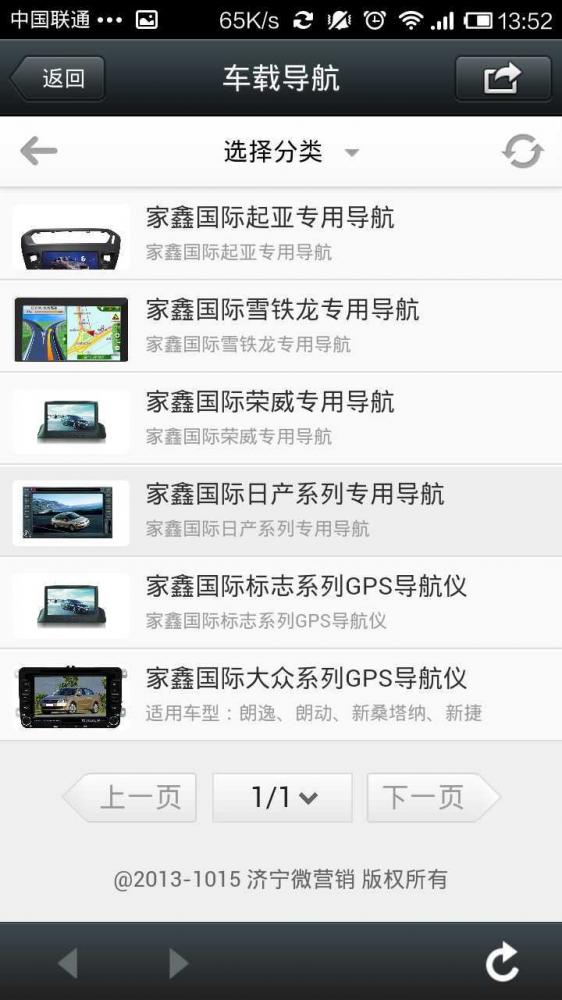 中国联通 ••• 65K/s 13:52
返回 车载导航
选择分类
家鑫国际起亚专用导航
家鑫国际起亚专用导航
家鑫国际雪铁龙专用导航
家鑫国际雪铁龙专用导航
家鑫国际荣威专用导航
家鑫国际荣威专用导航
家鑫国际日产系列专用导航
家鑫国际日产系列专用导航
家鑫国际标志系列GPS导航仪
家鑫国际标志系列GPS导航仪
家鑫国际大众系列GPS导航仪
适用车型：朗逸、朗动、新桑塔纳、新捷
上一页 1/1 下一页
@2013-1015 济宁微营销 版权所有